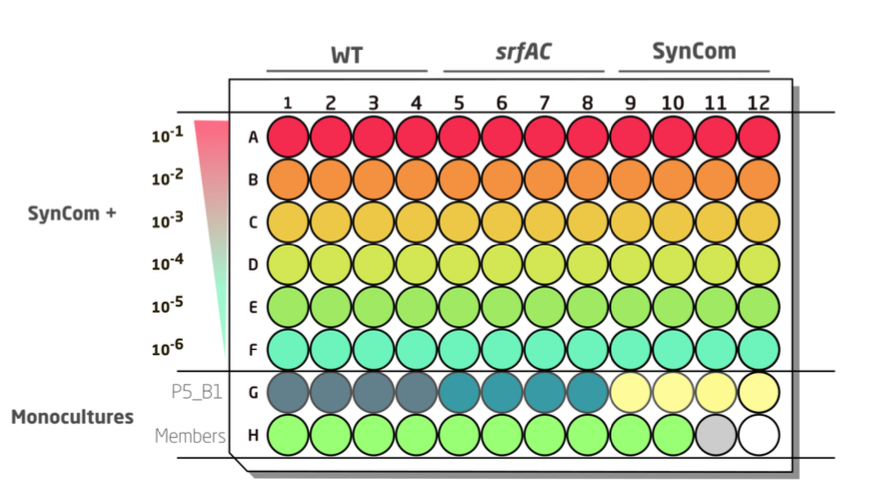 WT srfAC SynCom
1 2 3 4 5 6 7 8 9 10 11 12
10-1 A
10-2 B
SynCom + 10-3 C
10-4 D
10-5 E
10-6 F
P5_B1 G
Monocultures
Members H